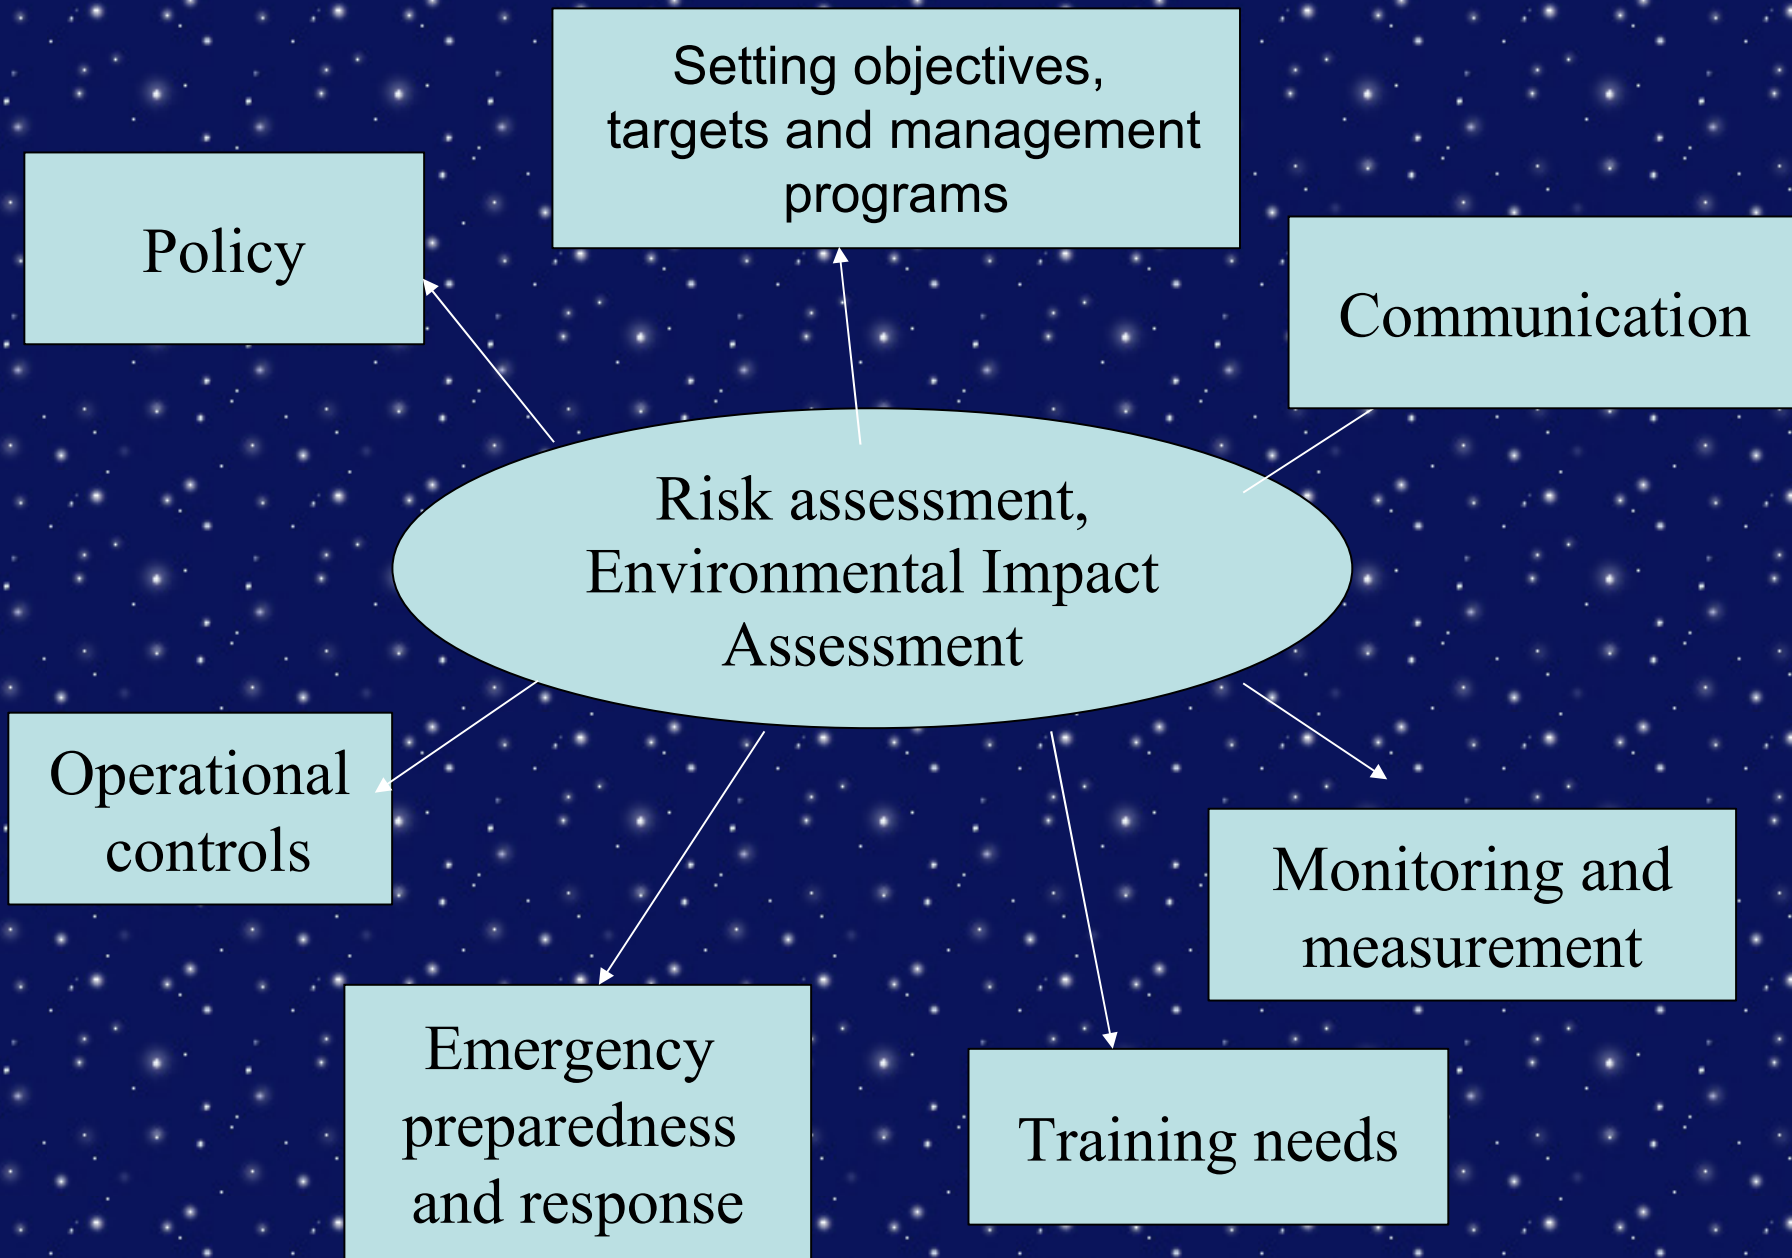 Setting objectives,
targets and management
programs
Policy
Communication
Risk assessment,
Environmental Impact
Assessment
Operational
controls
Monitoring and
measurement
Emergency
preparedness
and response
Training needs